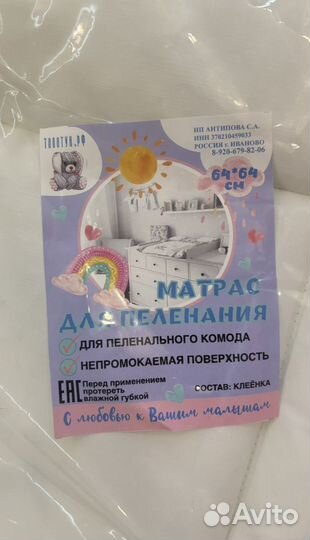 ТОПОТУН.РФ
ИП АНТИПОВА С.А.
ИНН 370210459033
РОССИЯ г. ИВАНОВО
8-920-679-82-06
64*64
см
МАТРАС
ДЛЯ ПЕЛЕНАНИЯ
ДЛЯ ПЕЛЕНАЛЬНОГО КОМОДА
НЕПРОМОКАЕМАЯ ПОВЕРХНОСТЬ
EAC Перед применением
протереть
влажной губкой
СОСТАВ: КЛЕЁНКА
С любовью к Вашим малышам
Avito